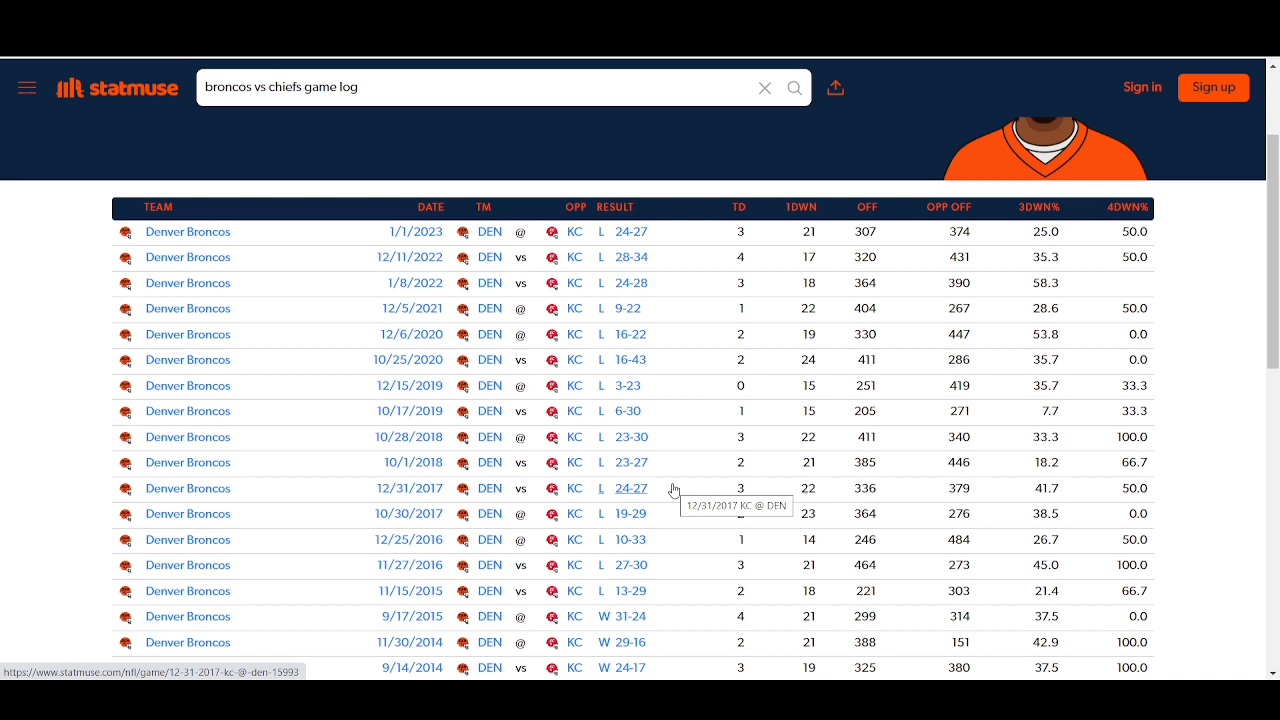 statmuse broncos vs chiefs game log Sign in Sign up
TEAM DATE TM OPP RESULT TD 1DWN OFF OPP OFF 3DWN% 4DWN%
Denver Broncos 1/1/2023 DEN @ KC L 24-27 3 21 307 374 25.0 50.0
Denver Broncos 12/11/2022 DEN vs KC L 28-34 4 17 320 431 35.3 50.0
Denver Broncos 1/8/2022 DEN vs KC L 24-28 3 18 364 390 58.3
Denver Broncos 12/5/2021 DEN @ KC L 9-22 1 22 404 267 28.6 50.0
Denver Broncos 12/6/2020 DEN @ KC L 16-22 2 19 330 447 53.8 0.0
Denver Broncos 10/25/2020 DEN vs KC L 16-43 2 24 411 286 35.7 0.0
Denver Broncos 12/15/2019 DEN @ KC L 3-23 0 15 251 419 35.7 33.3
Denver Broncos 10/17/2019 DEN vs KC L 6-30 1 15 205 271 7.7 33.3
Denver Broncos 10/28/2018 DEN @ KC L 23-30 3 22 411 340 33.3 100.0
Denver Broncos 10/1/2018 DEN vs KC L 23-27 2 21 385 446 18.2 66.7
Denver Broncos 12/31/2017 DEN vs KC L 24-27 3 22 336 379 41.7 50.0
12/31/2017 KC @ DEN
Denver Broncos 10/30/2017 DEN @ KC L 19-29 23 364 276 38.5 0.0
Denver Broncos 12/25/2016 DEN @ KC L 10-33 1 14 246 484 26.7 50.0
Denver Broncos 11/27/2016 DEN vs KC L 27-30 3 21 464 273 45.0 100.0
Denver Broncos 11/15/2015 DEN vs KC L 13-29 2 18 221 303 21.4 66.7
Denver Broncos 9/17/2015 DEN @ KC W 31-24 4 21 299 314 37.5 0.0
Denver Broncos 11/30/2014 DEN @ KC W 29-16 2 21 388 151 42.9 100.0
Denver Broncos 9/14/2014 DEN vs KC W 24-17 3 19 325 380 37.5 100.0
https://www.statmuse.com/nfl/game/12-31-2017-kc-@-den-15993